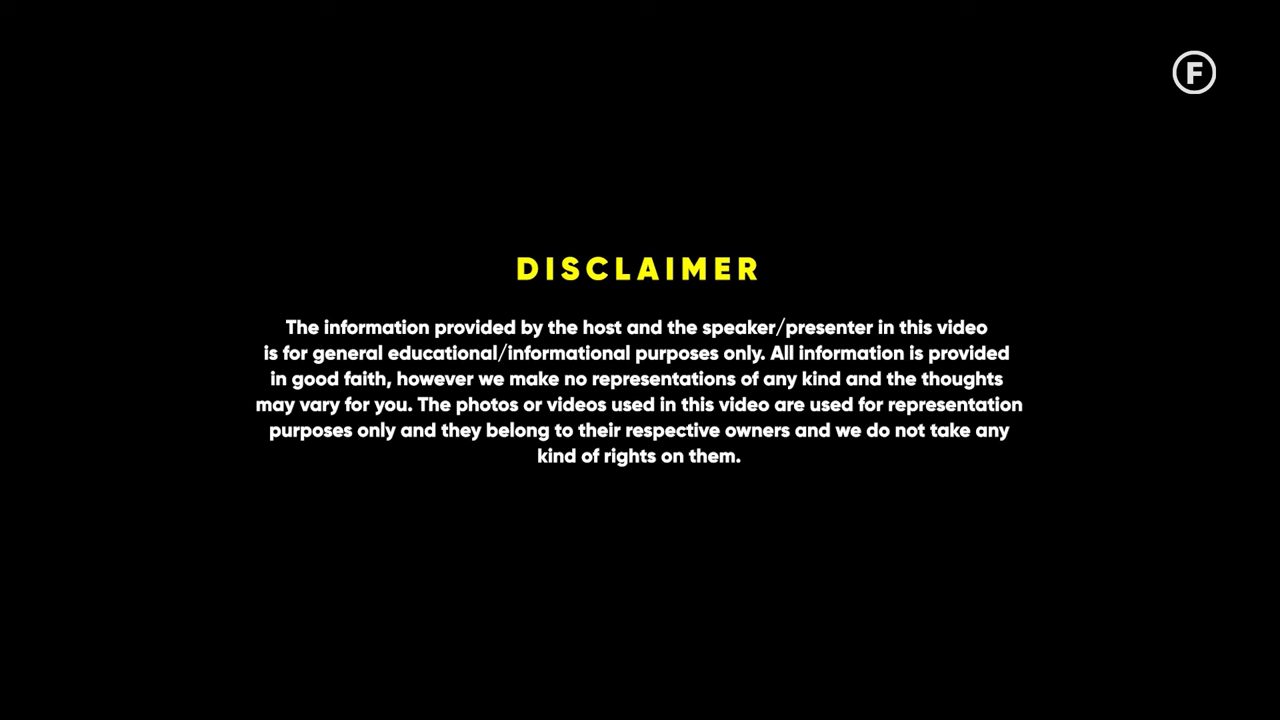 F
DISCLAIMER
The information provided by the host and the speaker/presenter in this video
is for general educational/informational purposes only. All information is provided
in good faith, however we make no representations of any kind and the thoughts
may vary for you. The photos or videos used in this video are used for representation
purposes only and they belong to their respective owners and we do not take any
kind of rights on them.